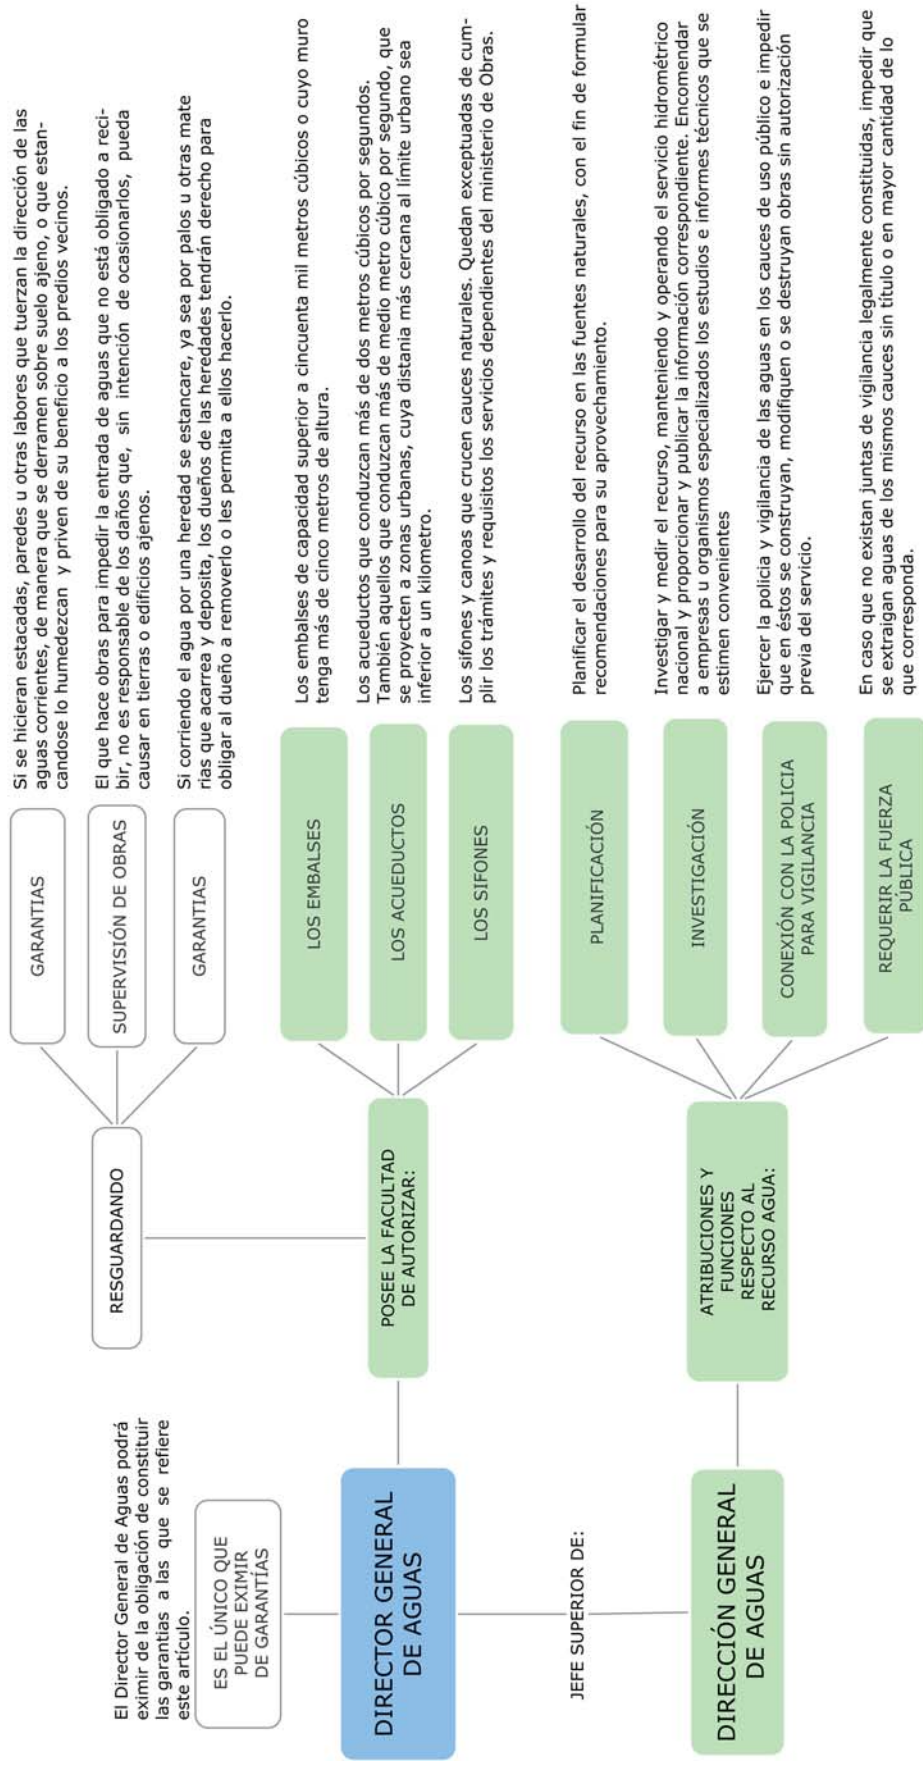 El Director General de Aguas podrá
eximir de la obligación de constituir
las garantias a las que se refiere
este artículo.
ES EL ÚNICO QUE
PUEDE EXIMIR
DE GARANTÍAS
DIRECTOR GENERAL
DE AGUAS
JEFE SUPERIOR DE:
DIRECCIÓN GENERAL
DE AGUAS
RESGUARDANDO
GARANTIAS
Si se hicieran estacadas, paredes u otras labores que tuerzan la dirección de las
aguas corrientes, de manera que se derramen sobre suelo ajeno, o que estan-
candose lo humedezcan y priven de su beneficio a los predios vecinos.
SUPERVISIÓN DE OBRAS
El que hace obras para impedir la entrada de aguas que no está obligado a reci-
bir, no es responsable de los daños que, sin intención de ocasionarlos, pueda
causar en tierras o edificios ajenos.
GARANTIAS
Si corriendo el agua por una heredad se estancare, ya sea por palos u otras mate
rias que acarrea y deposita, los dueños de las heredades tendrán derecho para
obligar al dueño a removerlo o les permita a ellos hacerlo.
POSEE LA FACULTAD
DE AUTORIZAR:
LOS EMBALSES
Los embalses de capacidad superior a cincuenta mil metros cúbicos o cuyo muro
tenga más de cinco metros de altura.
LOS ACUEDUCTOS
Los acueductos que conduzcan más de dos metros cúbicos por segundos.
También aquellos que conduzcan más de medio metro cúbico por segundo, que
se proyecten a zonas urbanas, cuya distania más cercana al límite urbano sea
inferior a un kilometro.
LOS SIFONES
Los sifones y canoas que crucen cauces naturales. Quedan exceptuadas de cum-
plir los trámites y requisitos los servicios dependientes del ministerio de Obras.
ATRIBUCIONES Y
FUNCIONES
RESPECTO AL
RECURSO AGUA:
PLANIFICACIÓN
Planificar el desarrollo del recurso en las fuentes naturales, con el fin de formular
recomendaciones para su aprovechamiento.
INVESTIGACIÓN
Investigar y medir el recurso, manteniendo y operando el servicio hidrométrico
nacional y proporcionar y publicar la información correspondiente. Encomendar
a empresas u organismos especializados los estudios e informes técnicos que se
estimen convenientes
CONEXIÓN CON LA POLICIA
PARA VIGILANCIA
Ejercer la policia y vigilancia de las aguas en los cauces de uso público e impedir
que en éstos se construyan, modifiquen o se destruyan obras sin autorización
previa del servicio.
REQUERIR LA FUERZA
PÚBLICA
En caso que no existan juntas de vigilancia legalmente constituidas, impedir que
se extraigan aguas de los mismos cauces sin título o en mayor cantidad de lo
que corresponda.